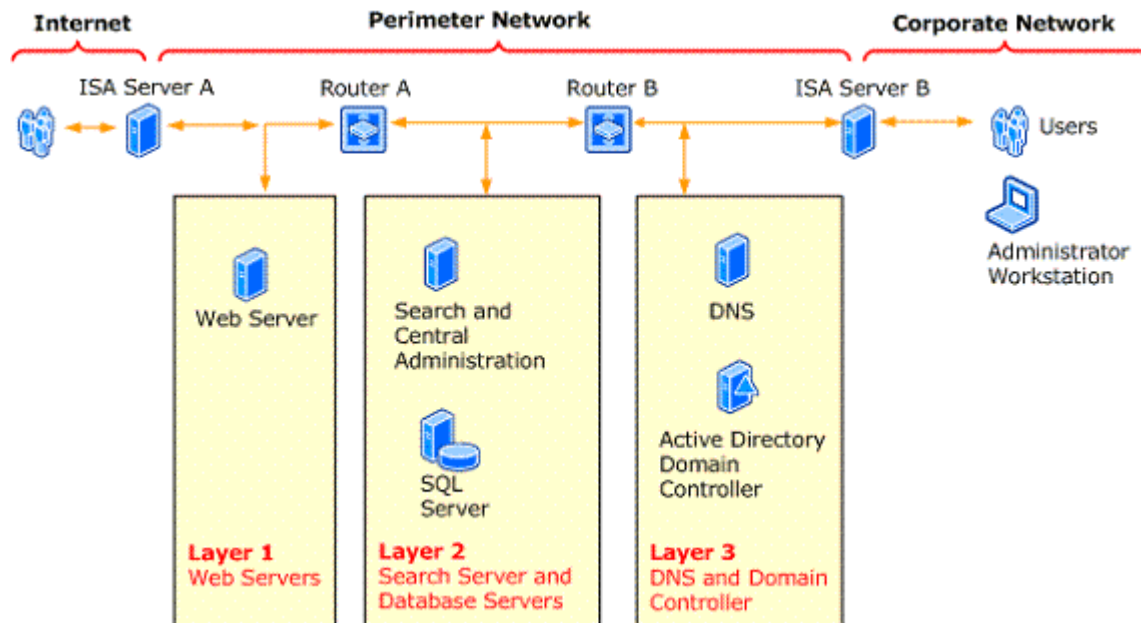 Internet
Perimeter Network
Corporate Network
ISA Server A
Router A
Router B
ISA Server B
Users
Administrator
Workstation
Web Server
Layer 1
Web Servers
Search and
Central
Administration
SQL
Server
Layer 2
Search Server and
Database Servers
DNS
Active Directory
Domain
Controller
Layer 3
DNS and Domain
Controller